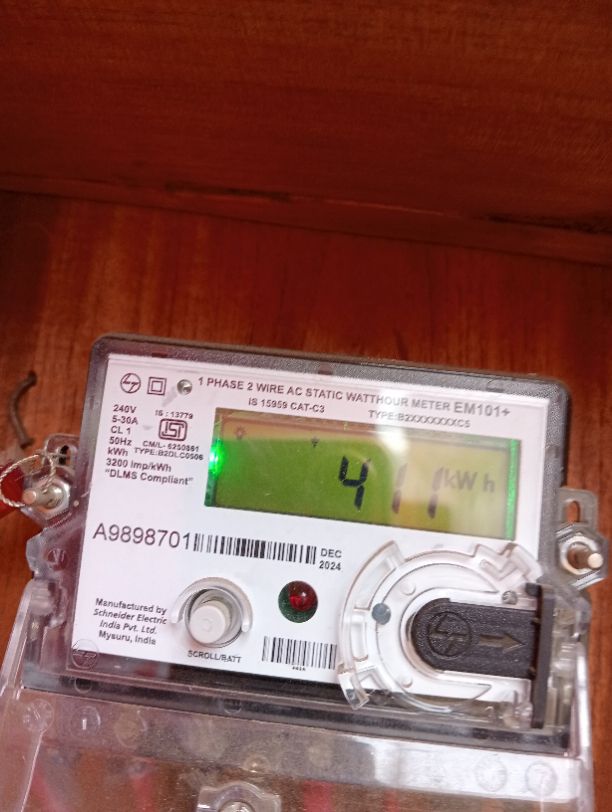 1 PHASE 2 WIRE AC STATIC WATTHOUR METER EM101+
IS 15959 CAT-C3
TYPE:B2XXXXXXXC5
240V
5-30A
CL 1
50Hz
kWh
3200 imp/kWh
"DLMS Compliant"
IS : 13779
ISI
CM/L- 6250861
TYPE:B2DLC0506
411 kWh
A9898701
DEC
2024
Manufactured by
Schneider Electric
India Pvt. Ltd.
Mysuru, India
SCROLL/BATT